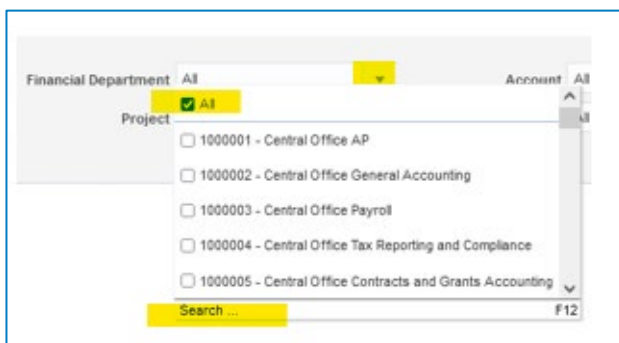 Financial Department All Account All
All
Project All
1000001 - Central Office AP
1000002 - Central Office General Accounting
1000003 - Central Office Payroll
1000004 - Central Office Tax Reporting and Compliance
1000005 - Central Office Contracts and Grants Accounting
Search ... F12